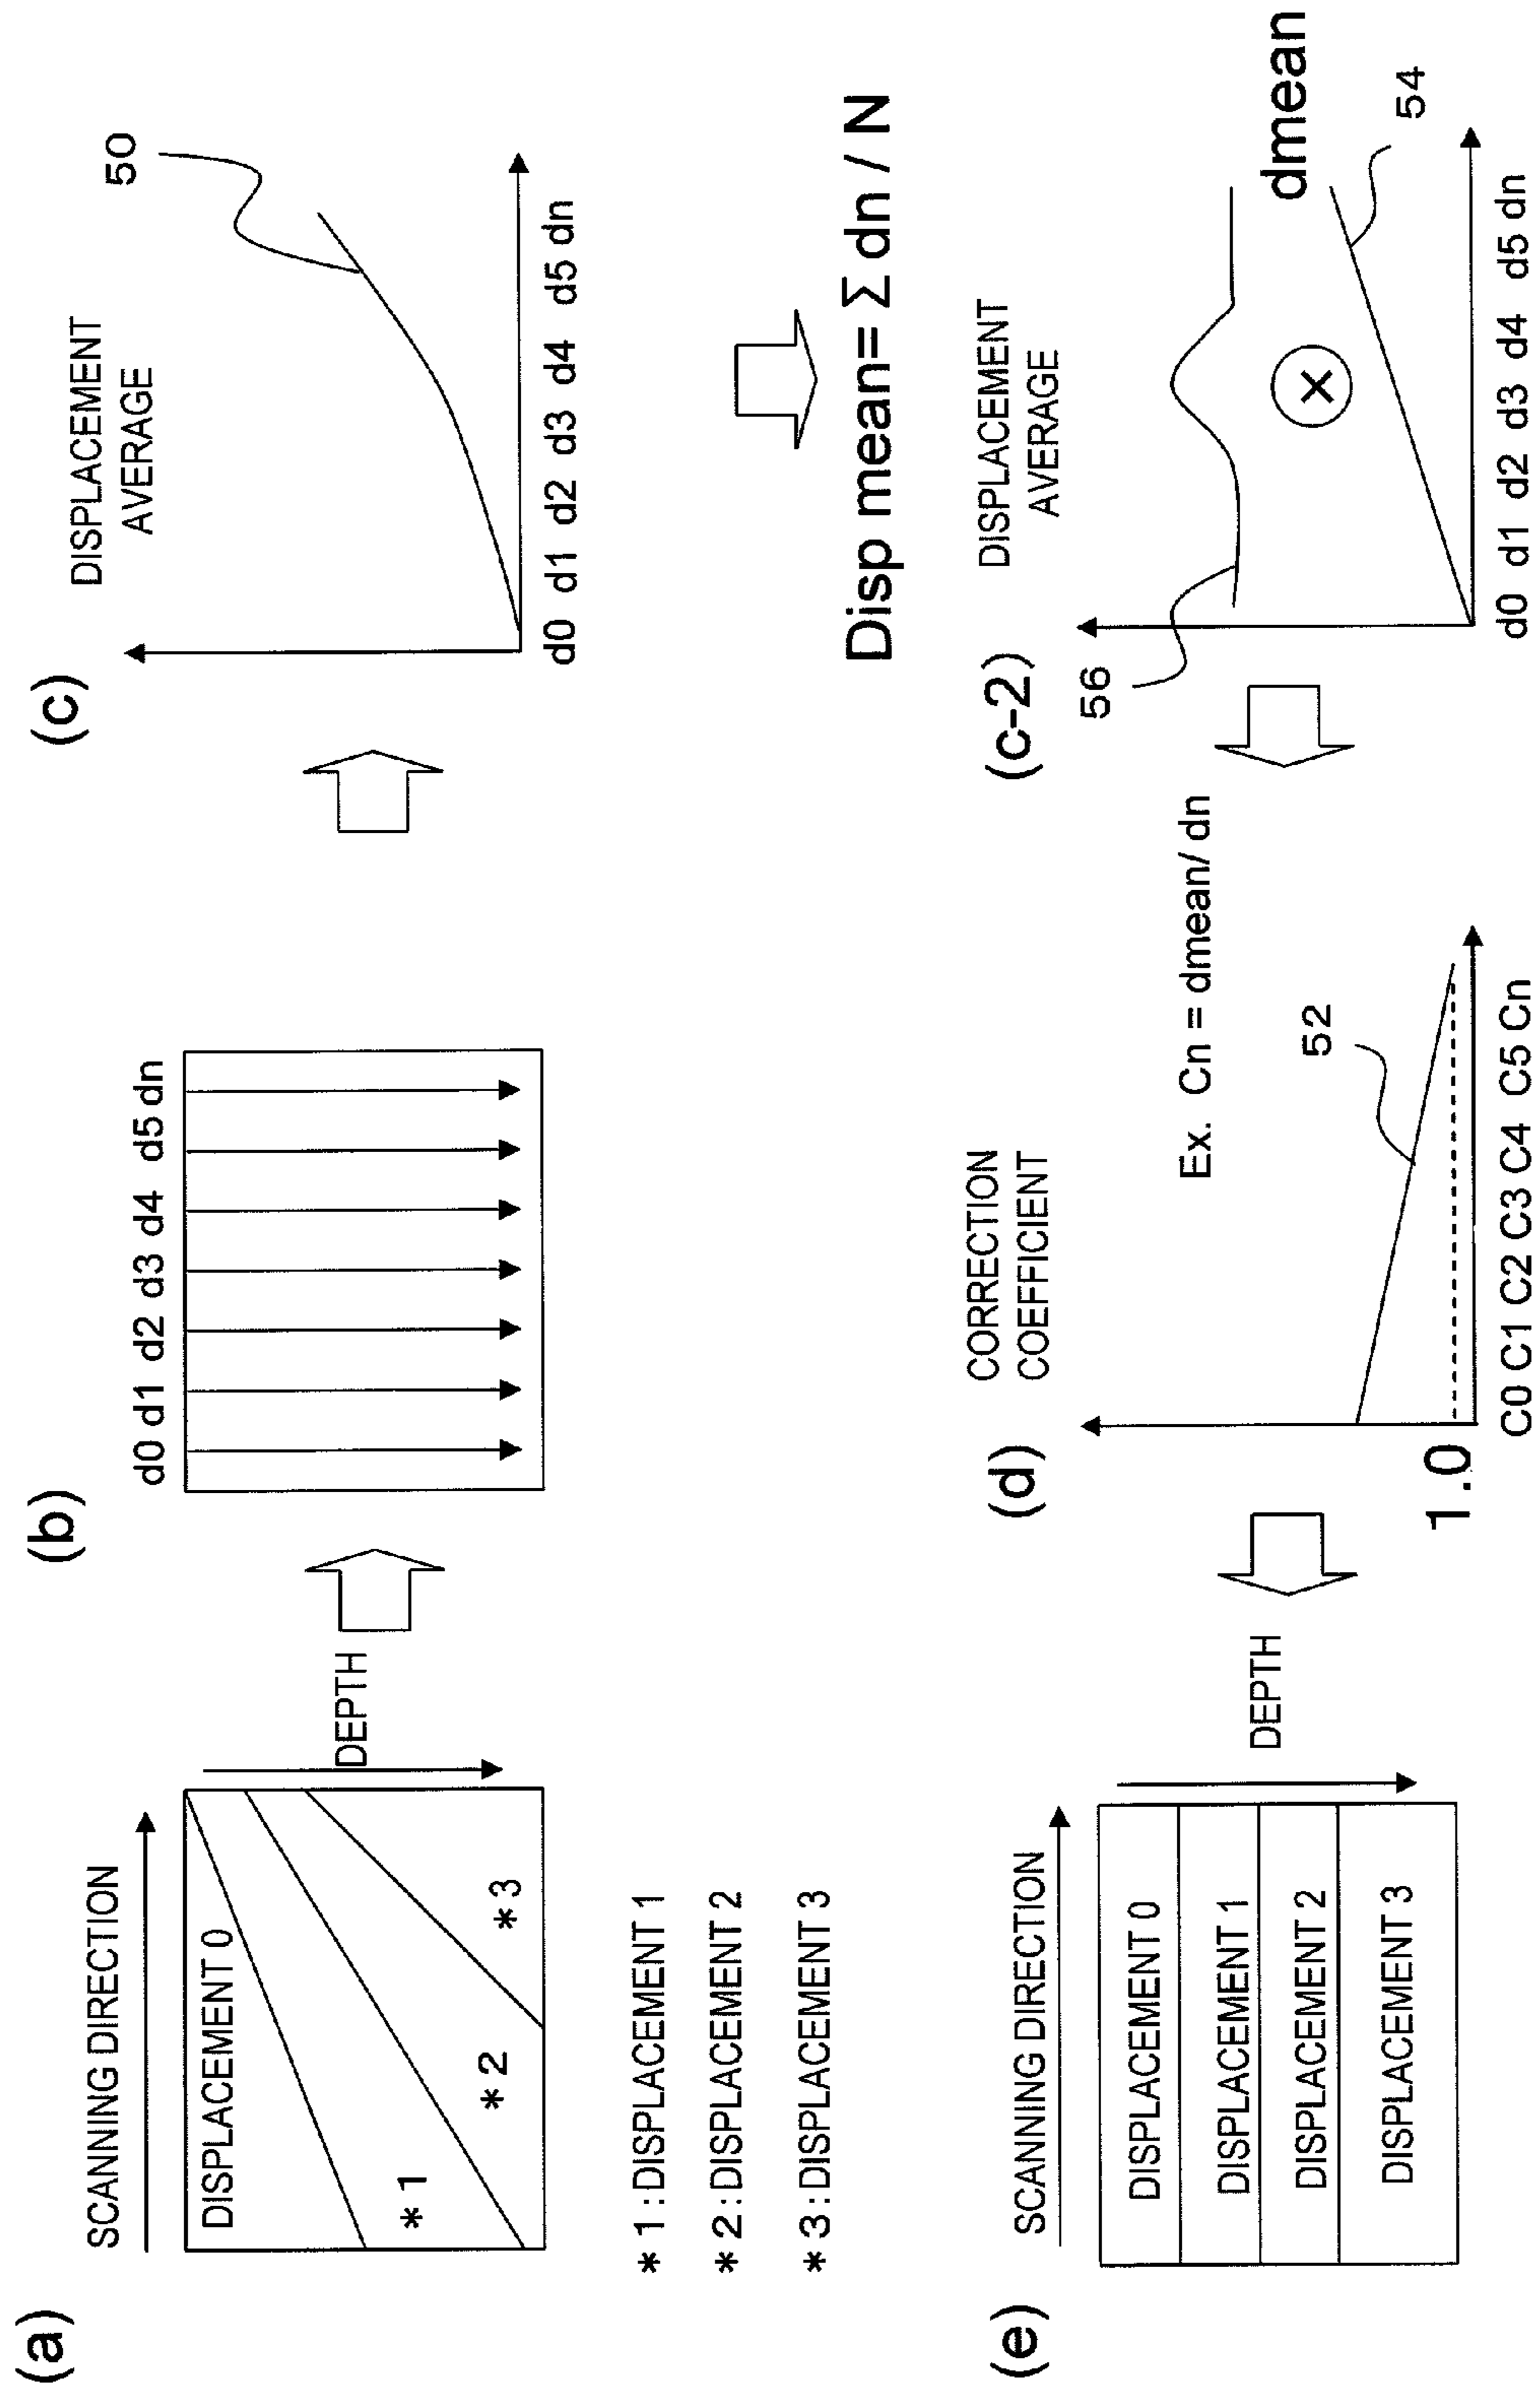 (a)
SCANNING DIRECTION
DISPLACEMENT 0
DEPTH
*1
*2
*3
*1:DISPLACEMENT 1
*2:DISPLACEMENT 2
*3:DISPLACEMENT 3
(b)
d0 d1 d2 d3 d4 d5 dn
(c)
DISPLACEMENT
AVERAGE
50
d0 d1 d2 d3 d4 d5 dn
Disp mean= Σ dn / N
(c-2)
DISPLACEMENT
AVERAGE
56
×
dmean
54
d0 d1 d2 d3 d4 d5 dn
(d)
CORRECTION
COEFFICIENT
Ex. Cn = dmean/ dn
52
1.0
C0 C1 C2 C3 C4 C5 Cn
(e)
SCANNING DIRECTION
DEPTH
DISPLACEMENT 0
DISPLACEMENT 1
DISPLACEMENT 2
DISPLACEMENT 3